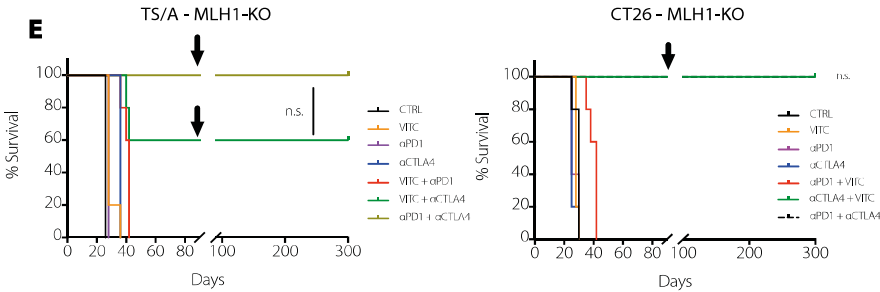 E
TS/A - MLH1-KO
% Survival
100
80
60
40
20
0
n.s.
0
20
40
60
80
100
200
300
Days
CTRL
VITC
αPD1
αCTLA4
VITC + αPD1
VITC + αCTLA4
αPD1 + αCTLA4
CT26 - MLH1-KO
% Survival
100
80
60
40
20
0
n.s.
0
20
40
60
80
100
200
300
Days
CTRL
VITC
αPD1
αCTLA4
αPD1 + VITC
αCTLA4 + VITC
αPD1 + αCTLA4